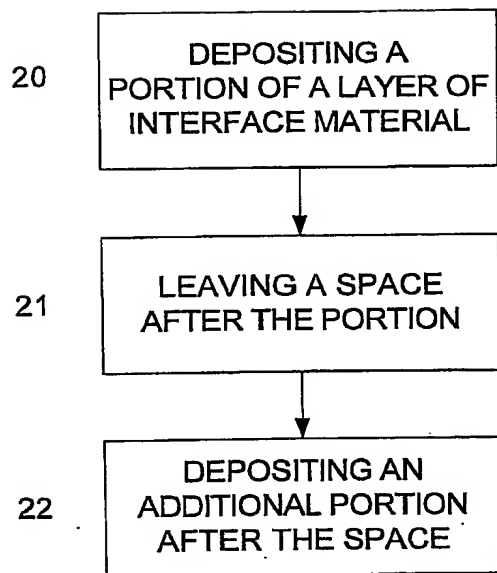 20
DEPOSITING A
PORTION OF A LAYER OF
INTERFACE MATERIAL
21
LEAVING A SPACE
AFTER THE PORTION
22
DEPOSITING AN
ADDITIONAL PORTION
AFTER THE SPACE